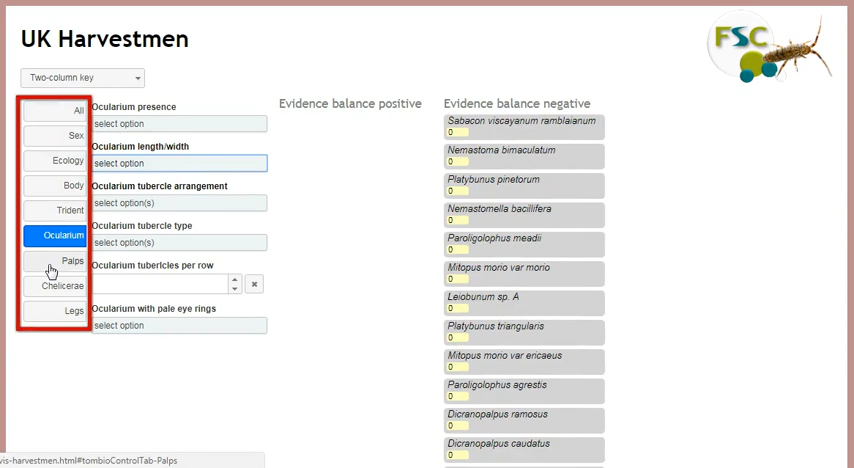 UK Harvestmen
FSC
Two-column key
All
Sex
Ecology
Body
Trident
Ocularium
Palps
Chelicerae
Legs
Ocularium presence
select option
Ocularium length/width
select option
Ocularium tubercle arrangement
select option(s)
Ocularium tubercle type
select option(s)
Ocularium tuberlcles per row
Ocularium with pale eye rings
select option
Evidence balance positive
Evidence balance negative
Sabacon viscayanum ramblaianum
0
Nemastoma bimaculatum
0
Platybunus pinetorum
0
Nemastomella bacillifera
0
Paroligolophus meadii
0
Mitopus morio var morio
0
Leiobunum sp. A
0
Platybunus triangularis
0
Mitopus morio var ericaeus
0
Paroligolophus agrestis
0
Dicranopalpus ramosus
0
Dicranopalpus caudatus
0
vis-harvestmen.html#tombioControlTab-Palps